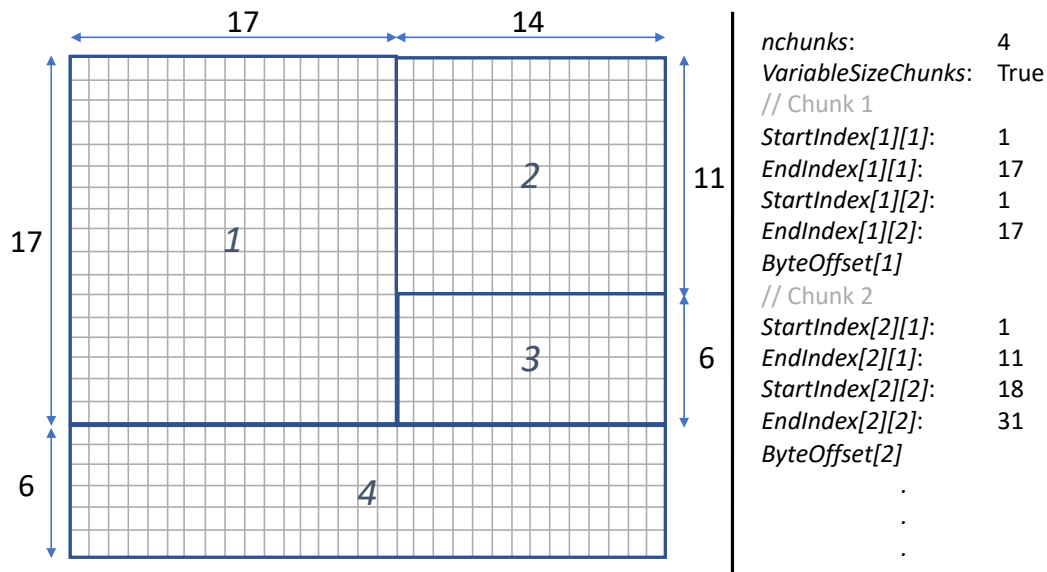 17 14
17
6
1
2
3
4
11
6
nchunks: 4
VariableSizeChunks: True
// Chunk 1
StartIndex[1][1]: 1
EndIndex[1][1]: 17
StartIndex[1][2]: 1
EndIndex[1][2]: 17
ByteOffset[1]
// Chunk 2
StartIndex[2][1]: 1
EndIndex[2][1]: 11
StartIndex[2][2]: 18
EndIndex[2][2]: 31
ByteOffset[2]
.
.
.